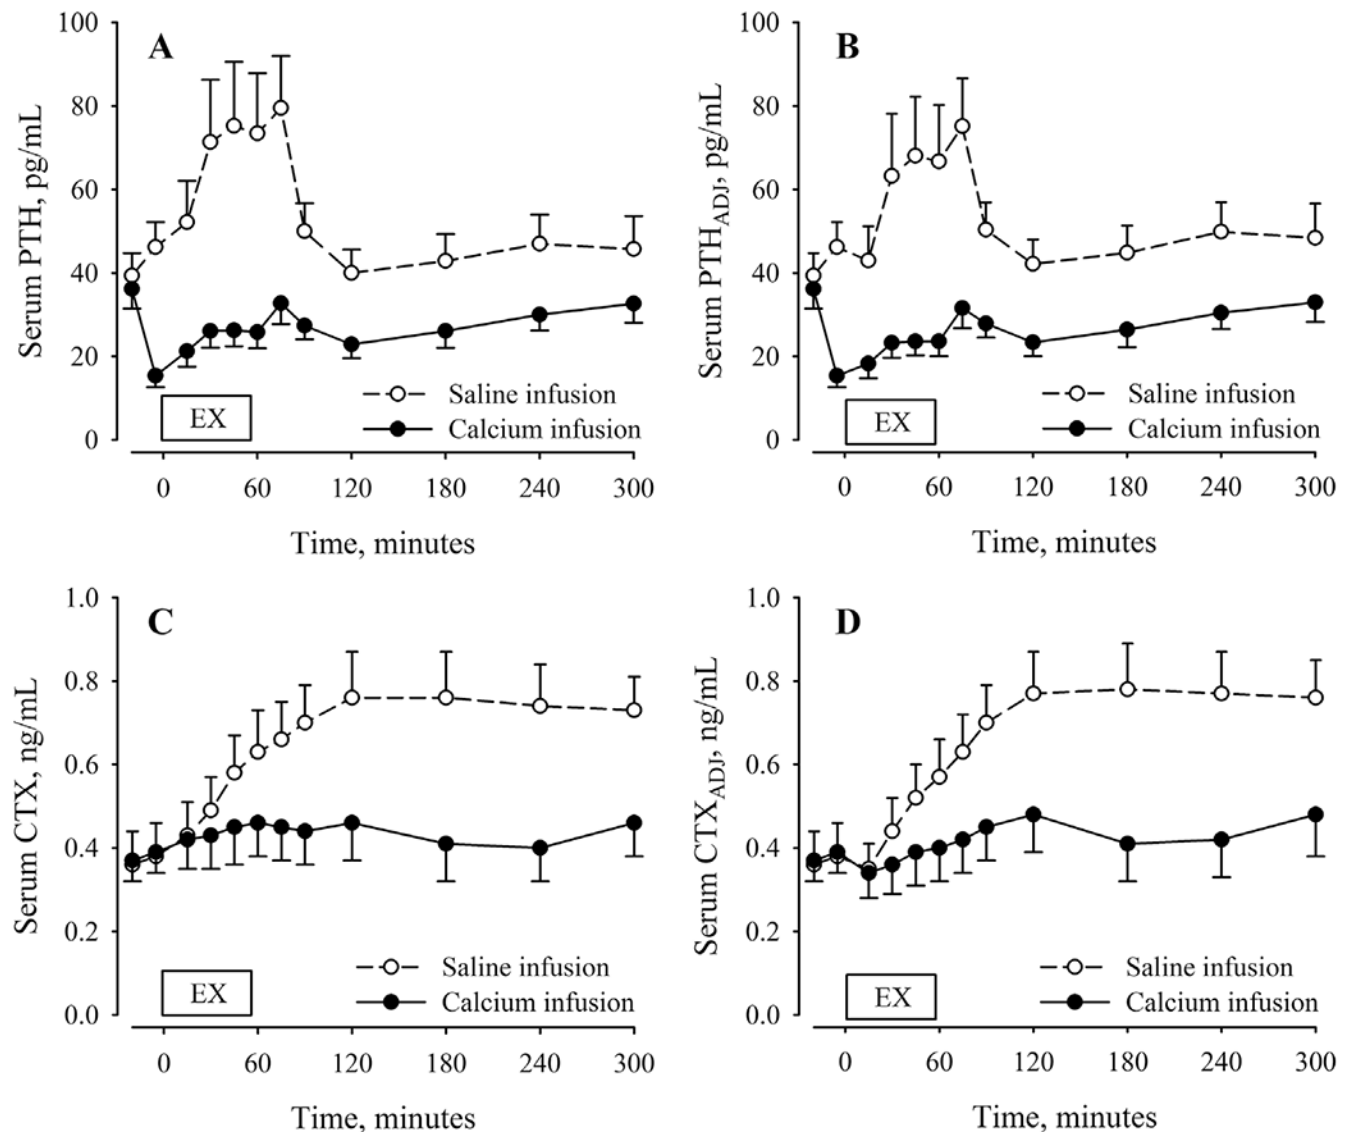 A
Serum PTH, pg/mL
100
80
60
40
20
0
Saline infusion
Calcium infusion
EX
0 60 120 180 240 300
Time, minutes
B
Serum PTH_ADJ, pg/mL
100
80
60
40
20
0
Saline infusion
Calcium infusion
EX
0 60 120 180 240 300
Time, minutes
C
Serum CTX, ng/mL
1.0
0.8
0.6
0.4
0.2
0.0
Saline infusion
Calcium infusion
EX
0 60 120 180 240 300
Time, minutes
D
Serum CTX_ADJ, ng/mL
1.0
0.8
0.6
0.4
0.2
0.0
Saline infusion
Calcium infusion
EX
0 60 120 180 240 300
Time, minutes